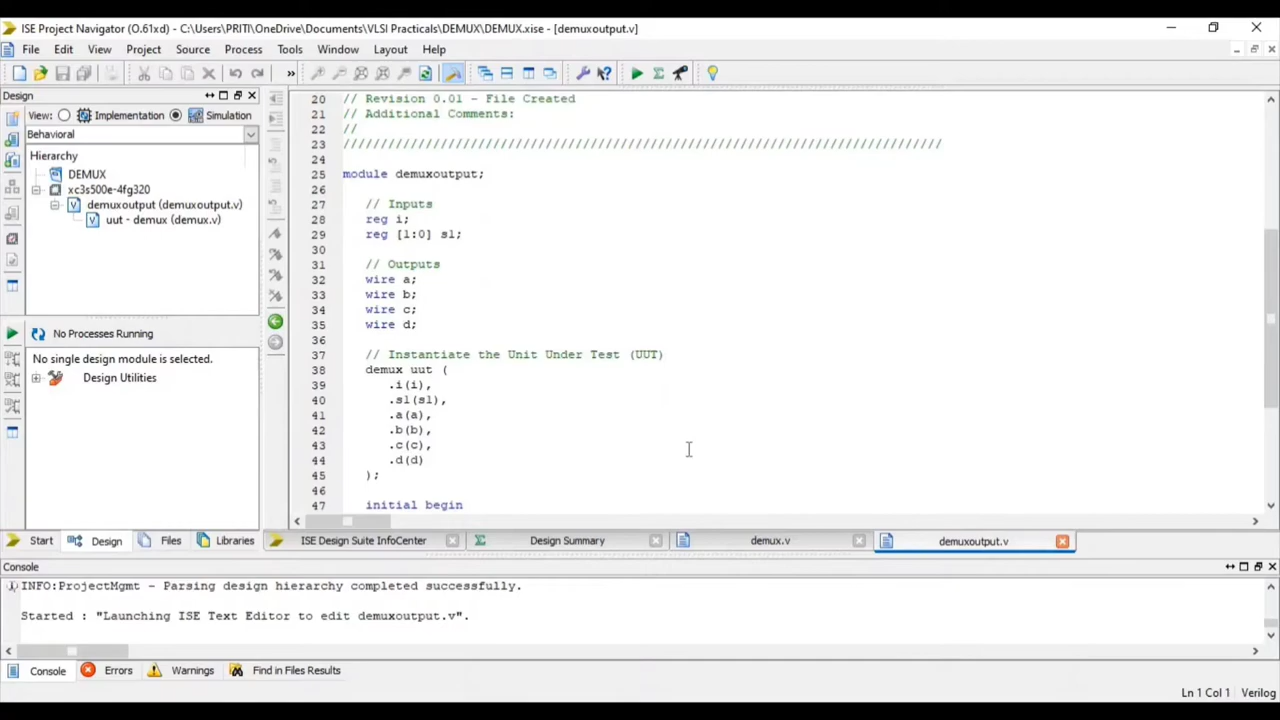 ISE Project Navigator (O.61xd) - C:\Users\PRITI\OneDrive\Documents\VLSI Practicals\DEMUX\DEMUX.xise - [demuxoutput.v]
File Edit View Project Source Process Tools Window Layout Help
Design
View: Implementation Simulation
Behavioral
Hierarchy
DEMUX
xc3s500e-4fg320
demuxoutput (demuxoutput.v)
uut - demux (demux.v)
No Processes Running
No single design module is selected.
Design Utilities
20 // Revision 0.01 - File Created
21 // Additional Comments:
22 //
23 ////////////////////////////////////////////////////////////////////////////////
24
25 module demuxoutput;
26
27 // Inputs
28 reg i;
29 reg [1:0] sl;
30
31 // Outputs
32 wire a;
33 wire b;
34 wire c;
35 wire d;
36
37 // Instantiate the Unit Under Test (UUT)
38 demux uut (
39 .i(i),
40 .sl(sl),
41 .a(a),
42 .b(b),
43 .c(c),
44 .d(d)
45 );
46
47 initial begin
Start Design Files Libraries ISE Design Suite InfoCenter Design Summary demux.v demuxoutput.v
Console
INFO:ProjectMgmt - Parsing design hierarchy completed successfully.
Started : "Launching ISE Text Editor to edit demuxoutput.v".
Console Errors Warnings Find in Files Results
Ln 1 Col 1 Verilog